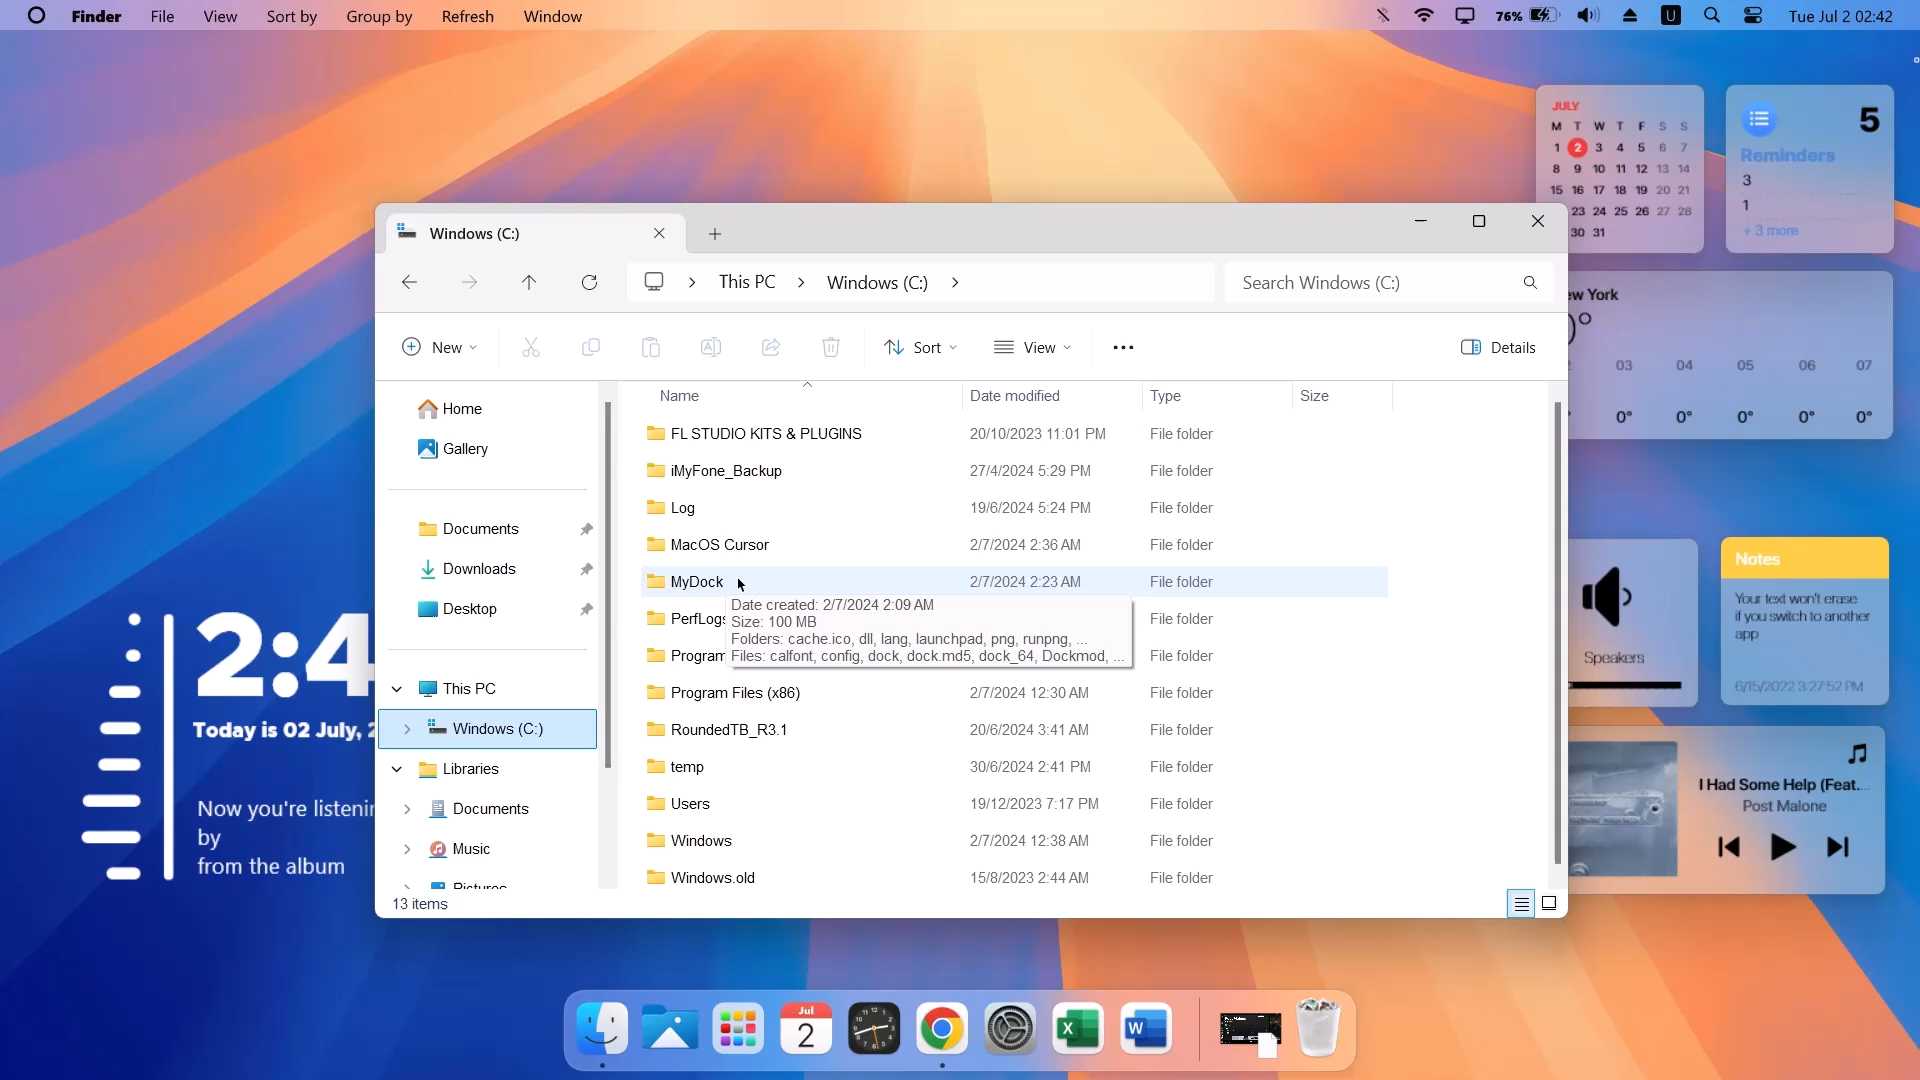 Finder File View Sort by Group by Refresh Window
76% U Tue Jul 2 02:42
JULY
M T W T F S S
1 2 3 4 5 6 7
8 9 10 11 12 13 14
15 16 17 18 19 20 21
23 24 25 26 27 28
30 31
5
Reminders
3
1
+ 3 more
Windows (C:)
This PC Windows (C:)
Search Windows (C:)
New Sort View Details
Home
Gallery
Documents
Downloads
Desktop
This PC
Windows (C:)
Libraries
Documents
Music
Pictures
13 items
Name Date modified Type Size
FL STUDIO KITS & PLUGINS 20/10/2023 11:01 PM File folder
iMyFone_Backup 27/4/2024 5:29 PM File folder
Log 19/6/2024 5:24 PM File folder
MacOS Cursor 2/7/2024 2:36 AM File folder
MyDock 2/7/2024 2:23 AM File folder
PerfLogs File folder
Program File folder
Date created: 2/7/2024 2:09 AM
Size: 100 MB
Folders: cache.ico, dll, lang, launchpad, png, runpng, ...
Files: calfont, config, dock, dock.md5, dock_64, Dockmod, ...
Program Files (x86) 2/7/2024 12:30 AM File folder
RoundedTB_R3.1 20/6/2024 3:41 AM File folder
temp 30/6/2024 2:41 PM File folder
Users 19/12/2023 7:17 PM File folder
Windows 2/7/2024 12:38 AM File folder
Windows.old 15/8/2023 2:44 AM File folder
ew York
03 04 05 06 07
0° 0° 0° 0° 0°
Speakers
Notes
Your text won't erase
if you switch to another
app
6/15/2022 3:27:52 PM
I Had Some Help (Feat...
Post Malone
2:4
Today is 02 July, 2
Now you're listenin
by
from the album
Jul
2
X
W